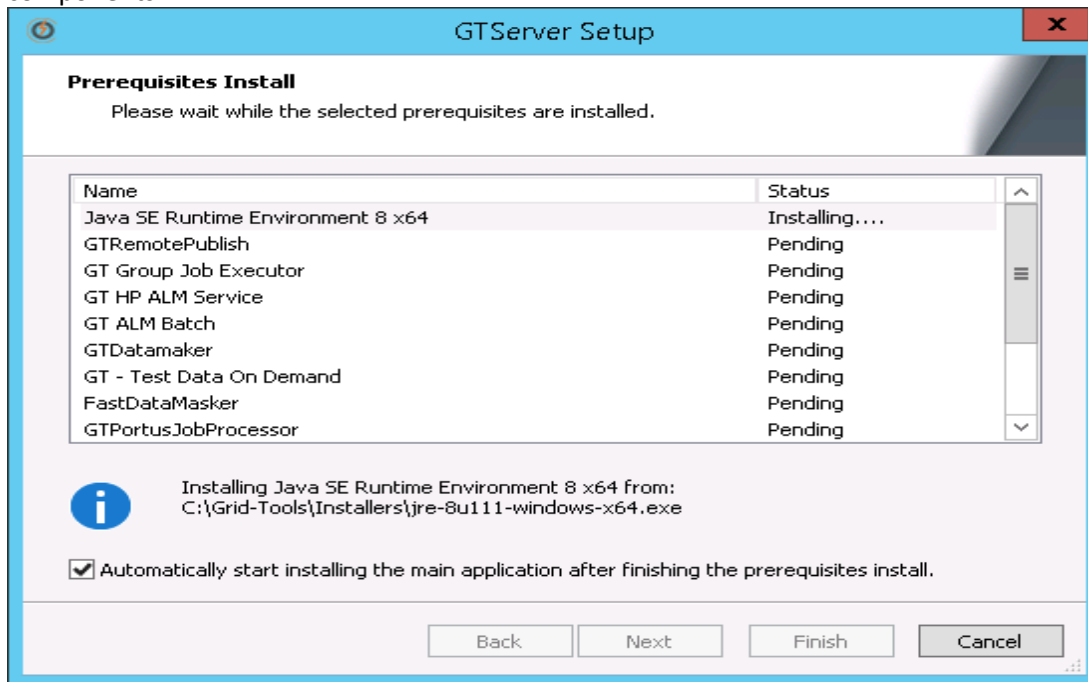 GTServer Setup
Prerequisites Install
Please wait while the selected prerequisites are installed.
Name Status
Java SE Runtime Environment 8 x64 Installing....
GTRemotePublish Pending
GT Group Job Executor Pending
GT HP ALM Service Pending
GT ALM Batch Pending
GTDatamaker Pending
GT - Test Data On Demand Pending
FastDataMasker Pending
GTPortusJobProcessor Pending
Installing Java SE Runtime Environment 8 x64 from:
C:\Grid-Tools\Installers\jre-8u111-windows-x64.exe
Automatically start installing the main application after finishing the prerequisites install.
Back Next Finish Cancel